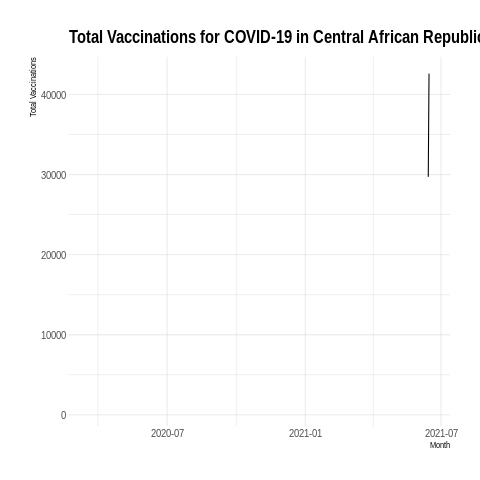 Total Vaccinations for COVID-19 in Central African Republic
Total Vaccinations
40000
30000
20000
10000
0
2020-07
2021-01
2021-07
Month